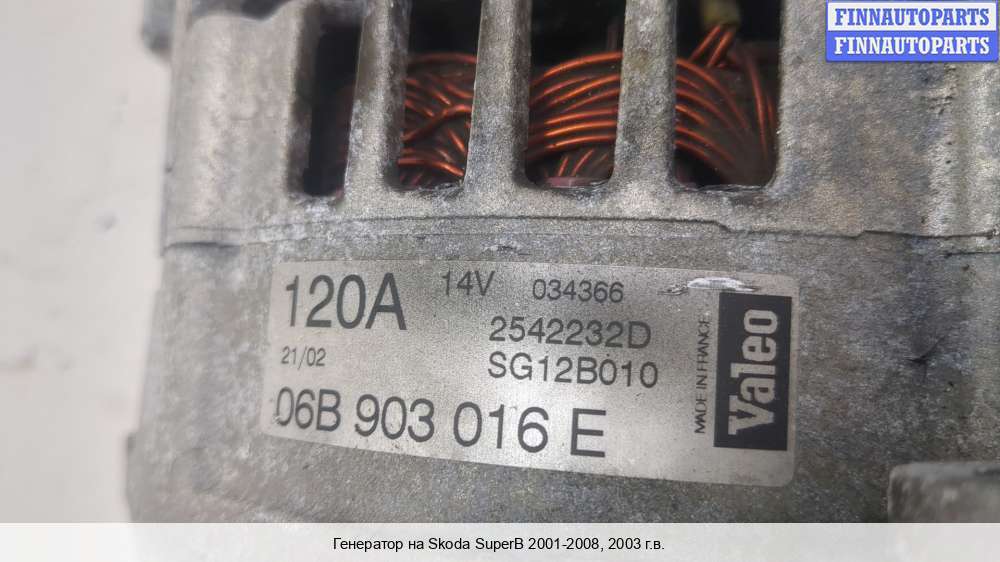 FINNAUTOPARTS
FINNAUTOPARTS
120A 14V 034366
2542232D
21/02 SG12B010
06B 903 016 E
MADE IN FRANCE
Valeo
Генератор на Skoda SuperB 2001-2008, 2003 г.в.